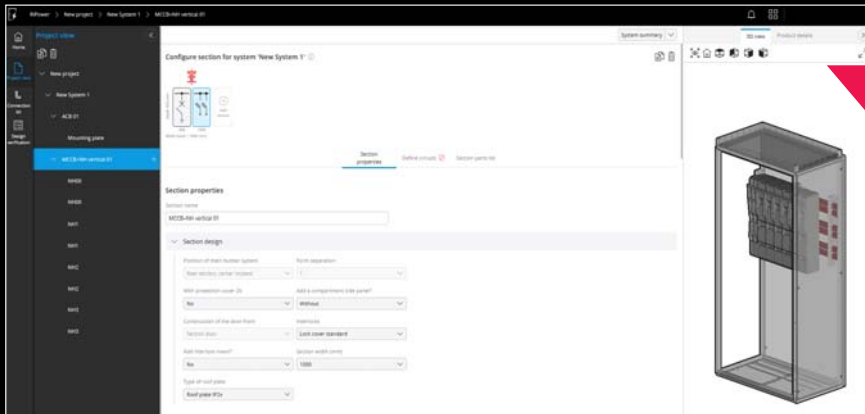 RiPower > New project > New System 1 > MCCB-NH vertical 01
Home
Project view
New project
New System 1
ACB 01
Mounting plate
MCCB-NH vertical 01
NH00
NH00
NH1
NH1
NH2
NH2
NH3
NH3
Project view
Connection kit
Design verification
System summary
Configure section for system 'New System 1'
Section properties
Define circuits
Section parts list
Section properties
Section name
MCCB-NH vertical 01
Section design
Position of main busbar system
Form separation
Rear section, center
1
With protection cover
Add a compartment side panel?
No
Without
Construction of the door front
Interlocks
Section door
Lock cover standard
Section width (mm)
No
1000
Type of roof plate
Roof plate IP2x
3D view
Product details